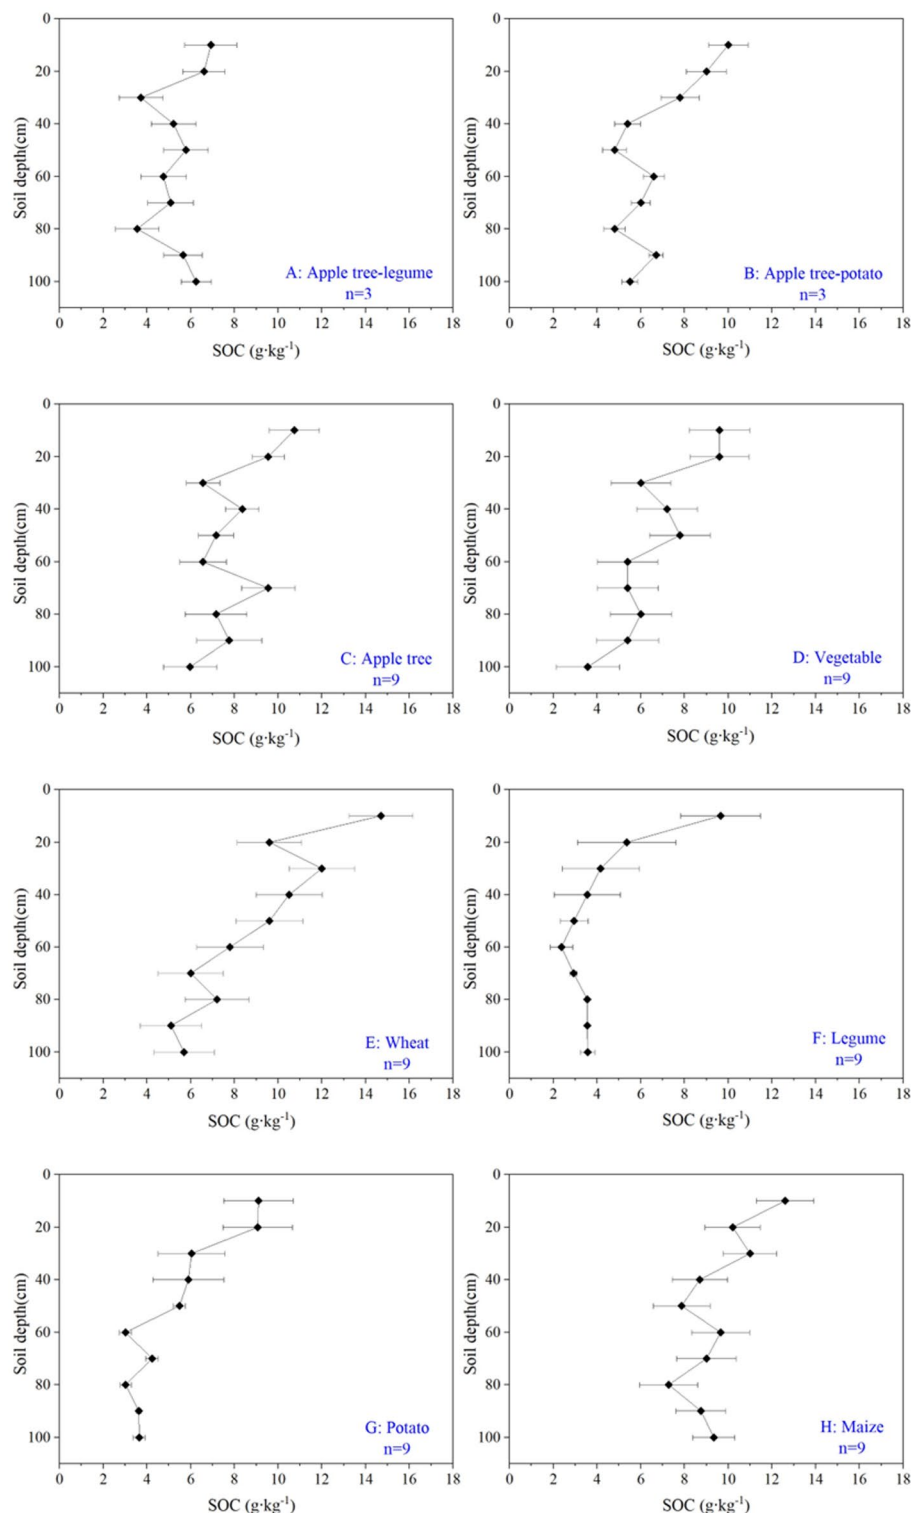 0
20
40
60
80
100
Soil depth(cm)
A: Apple tree-legume
n=3
0 2 4 6 8 10 12 14 16 18
SOC (g·kg⁻¹)
0
20
40
60
80
100
Soil depth(cm)
B: Apple tree-potato
n=3
0 2 4 6 8 10 12 14 16 18
SOC (g·kg⁻¹)
0
20
40
60
80
100
Soil depth(cm)
C: Apple tree
n=9
0 2 4 6 8 10 12 14 16 18
SOC (g·kg⁻¹)
0
20
40
60
80
100
Soil depth(cm)
D: Vegetable
n=9
0 2 4 6 8 10 12 14 16 18
SOC (g·kg⁻¹)
0
20
40
60
80
100
Soil depth(cm)
E: Wheat
n=9
0 2 4 6 8 10 12 14 16 18
SOC (g·kg⁻¹)
0
20
40
60
80
100
Soil depth(cm)
F: Legume
n=9
0 2 4 6 8 10 12 14 16 18
SOC (g·kg⁻¹)
0
20
40
60
80
100
Soil depth(cm)
G: Potato
n=9
0 2 4 6 8 10 12 14 16 18
SOC (g·kg⁻¹)
0
20
40
60
80
100
Soil depth(cm)
H: Maize
n=9
0 2 4 6 8 10 12 14 16 18
SOC (g·kg⁻¹)